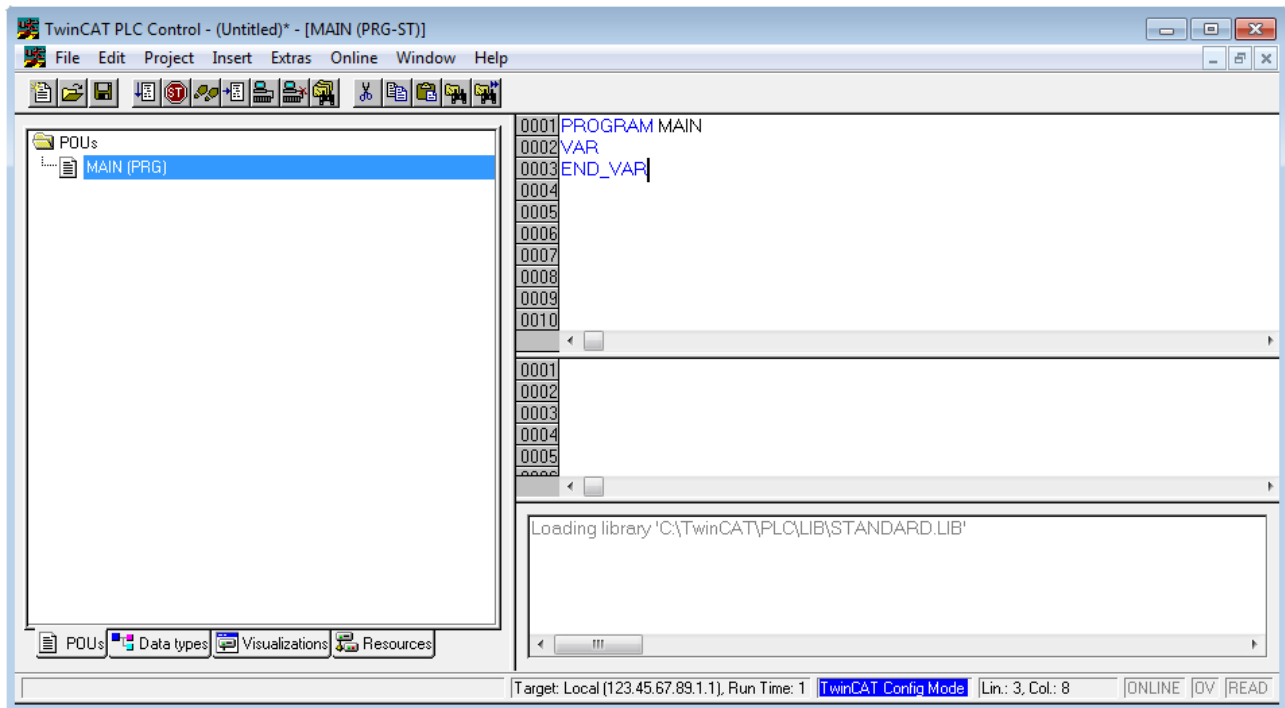 TwinCAT PLC Control - (Untitled)* - [MAIN (PRG-ST)]
File Edit Project Insert Extras Online Window Help
POUs
MAIN (PRG)
0001 PROGRAM MAIN
0002 VAR
0003 END_VAR
0004
0005
0006
0007
0008
0009
0010
0001
0002
0003
0004
0005
Loading library 'C:\TwinCAT\PLC\LIB\STANDARD.LIB'
POUs Data types Visualizations Resources
Target: Local (123.45.67.89.1.1), Run Time: 1 TwinCAT Config Mode Lin.: 3, Col.: 8 ONLINE OV READ